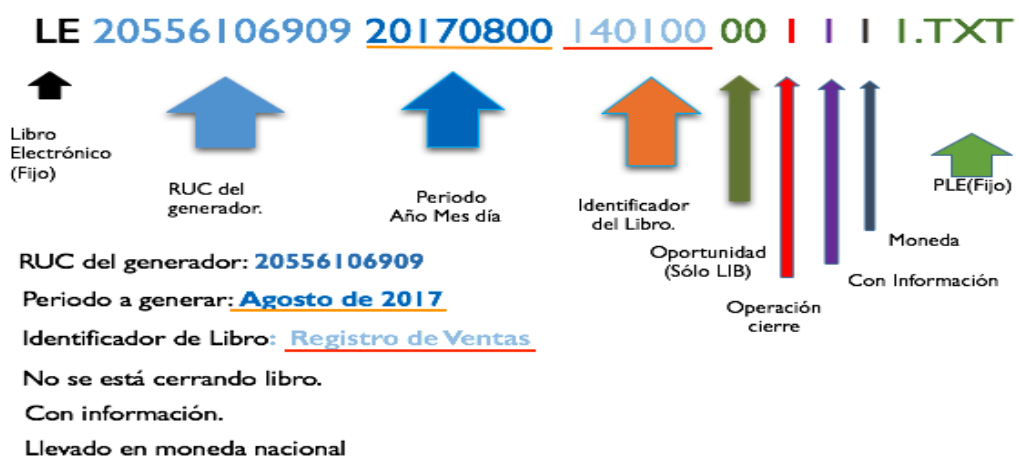 LE 20556106909 20170800 140100 00 1 1 1 1.TXT
Libro
Electrónico
(Fijo)
RUC del
generador.
Periodo
Año Mes día
Identificador
del Libro.
Oportunidad
(Sólo LIB)
Operación
cierre
Con Información
Moneda
PLE(Fijo)
RUC del generador: 20556106909
Periodo a generar: Agosto de 2017
Identificador de Libro: Registro de Ventas
No se está cerrando libro.
Con información.
Llevado en moneda nacional